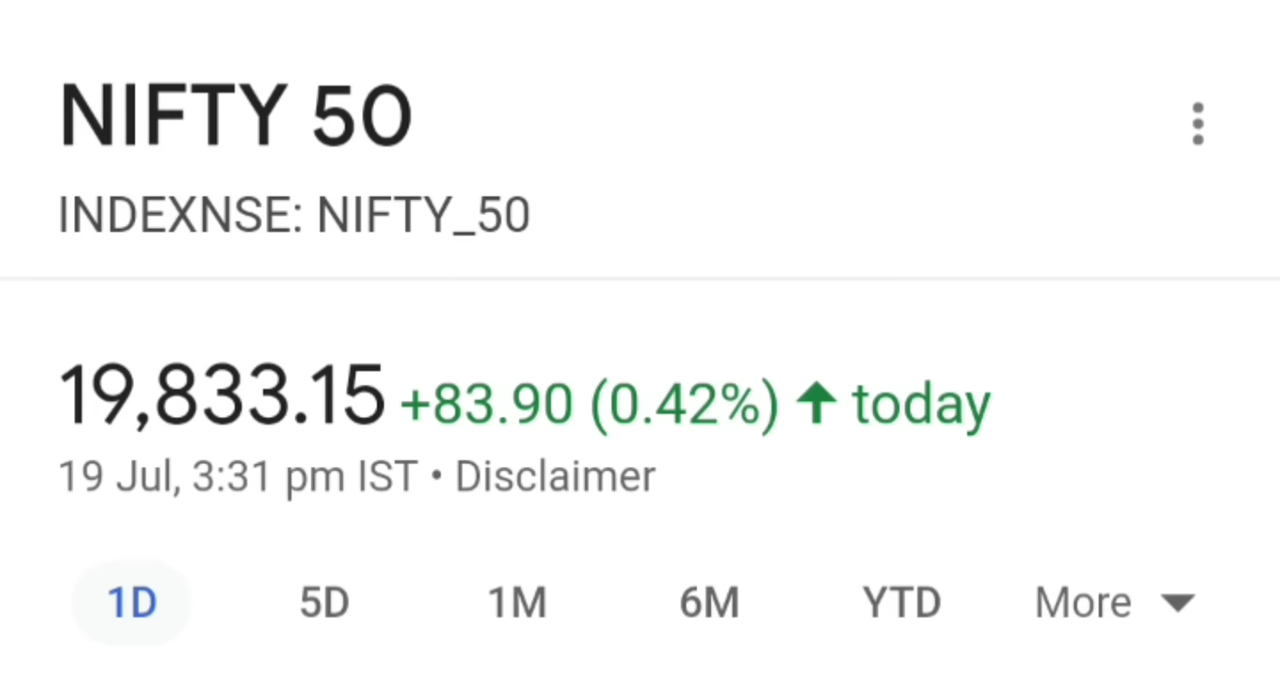 NIFTY 50
INDEXNSE: NIFTY_50
19,833.15 +83.90 (0.42%) ↑ today
19 Jul, 3:31 pm IST • Disclaimer
1D 5D 1M 6M YTD More